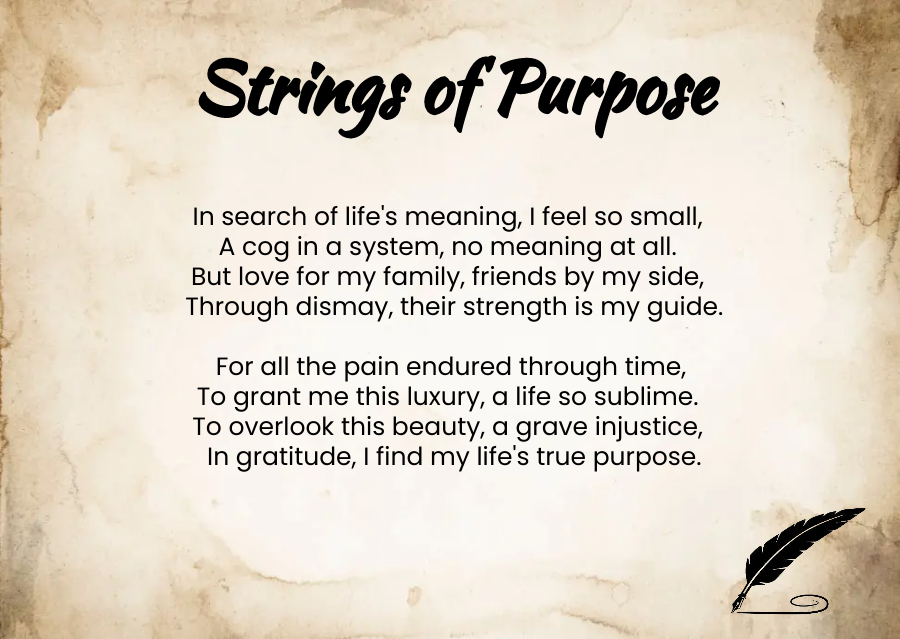 Strings of Purpose
In search of life's meaning, I feel so small,
A cog in a system, no meaning at all.
But love for my family, friends by my side,
Through dismay, their strength is my guide.
For all the pain endured through time,
To grant me this luxury, a life so sublime.
To overlook this beauty, a grave injustice,
In gratitude, I find my life's true purpose.